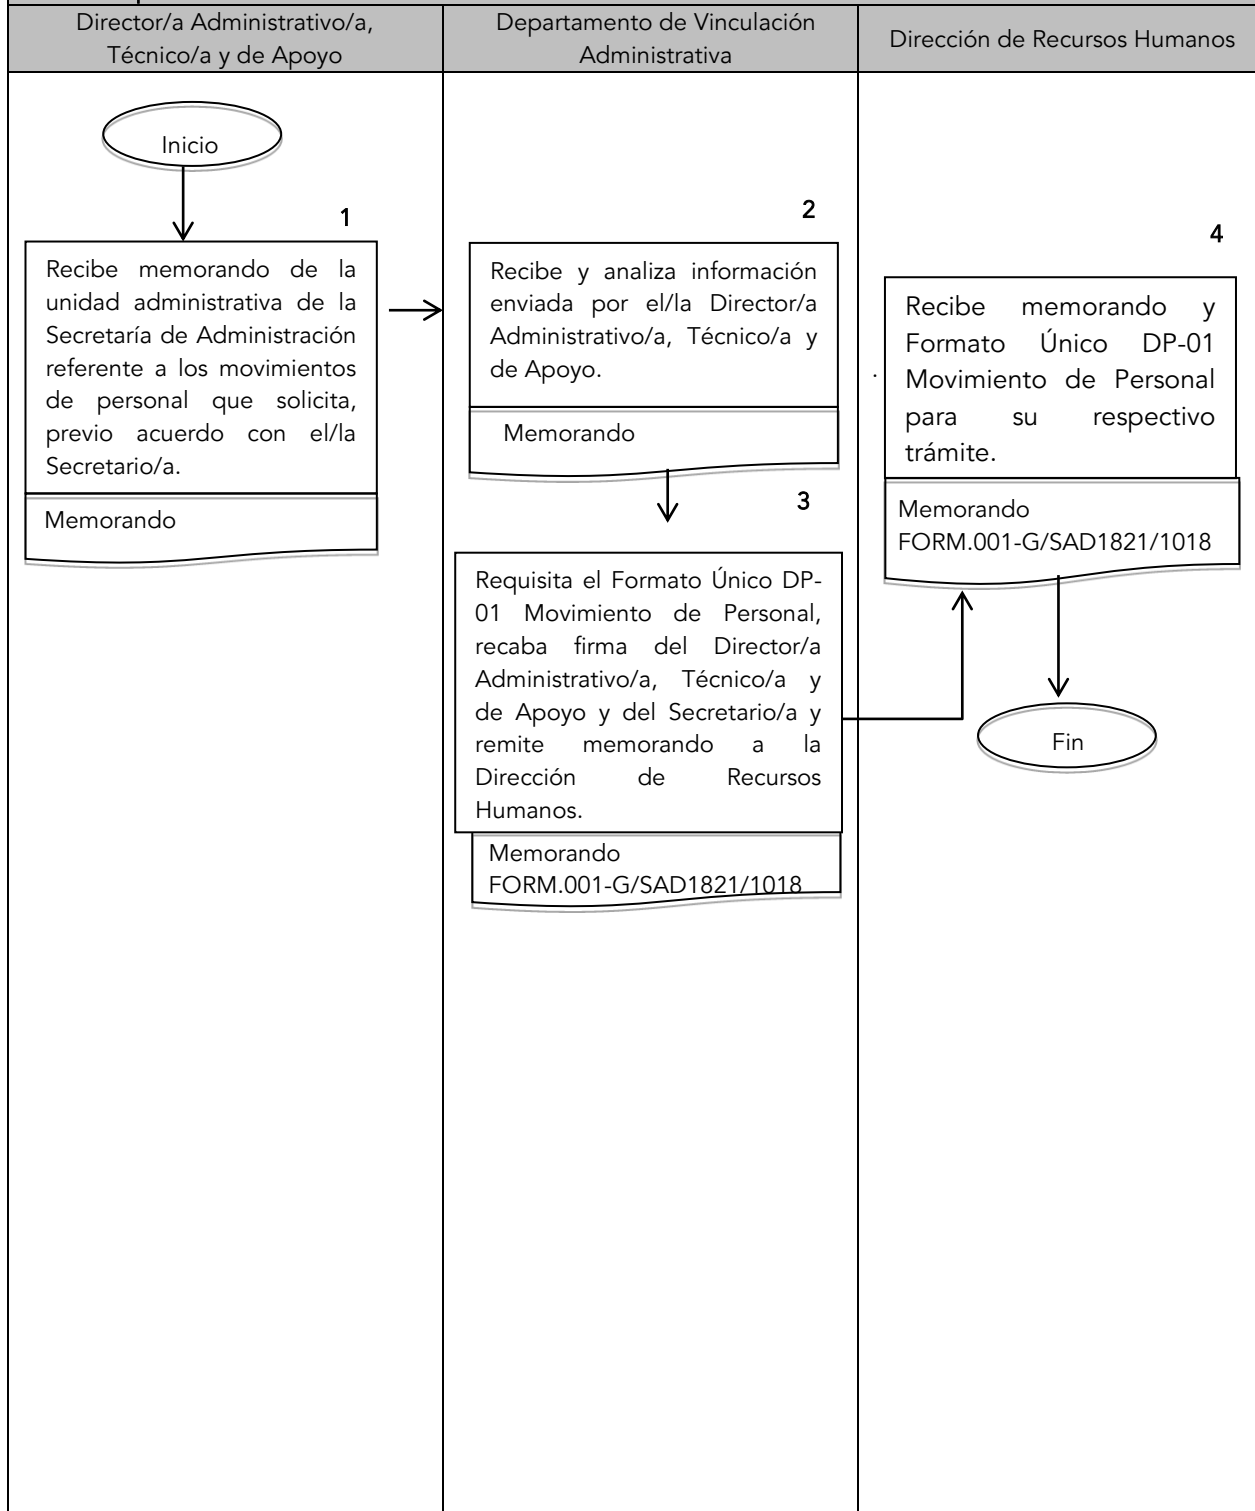 Director/a Administrativo/a,
Técnico/a y de Apoyo
Departamento de Vinculación
Administrativa
Dirección de Recursos Humanos
Inicio
1
Recibe memorando de la
unidad administrativa de la
Secretaría de Administración
referente a los movimientos
de personal que solicita,
previo acuerdo con el/la
Secretario/a.
Memorando
2
Recibe y analiza información
enviada por el/la Director/a
Administrativo/a, Técnico/a y
de Apoyo.
Memorando
3
Requisita el Formato Único DP-
01 Movimiento de Personal,
recaba firma del Director/a
Administrativo/a, Técnico/a y
de Apoyo y del Secretario/a y
remite memorando a la
Dirección de Recursos
Humanos.
Memorando
FORM.001-G/SAD1821/1018
4
.
Recibe memorando y
Formato Único DP-01
Movimiento de Personal
para su respectivo
trámite.
Memorando
FORM.001-G/SAD1821/1018
Fin